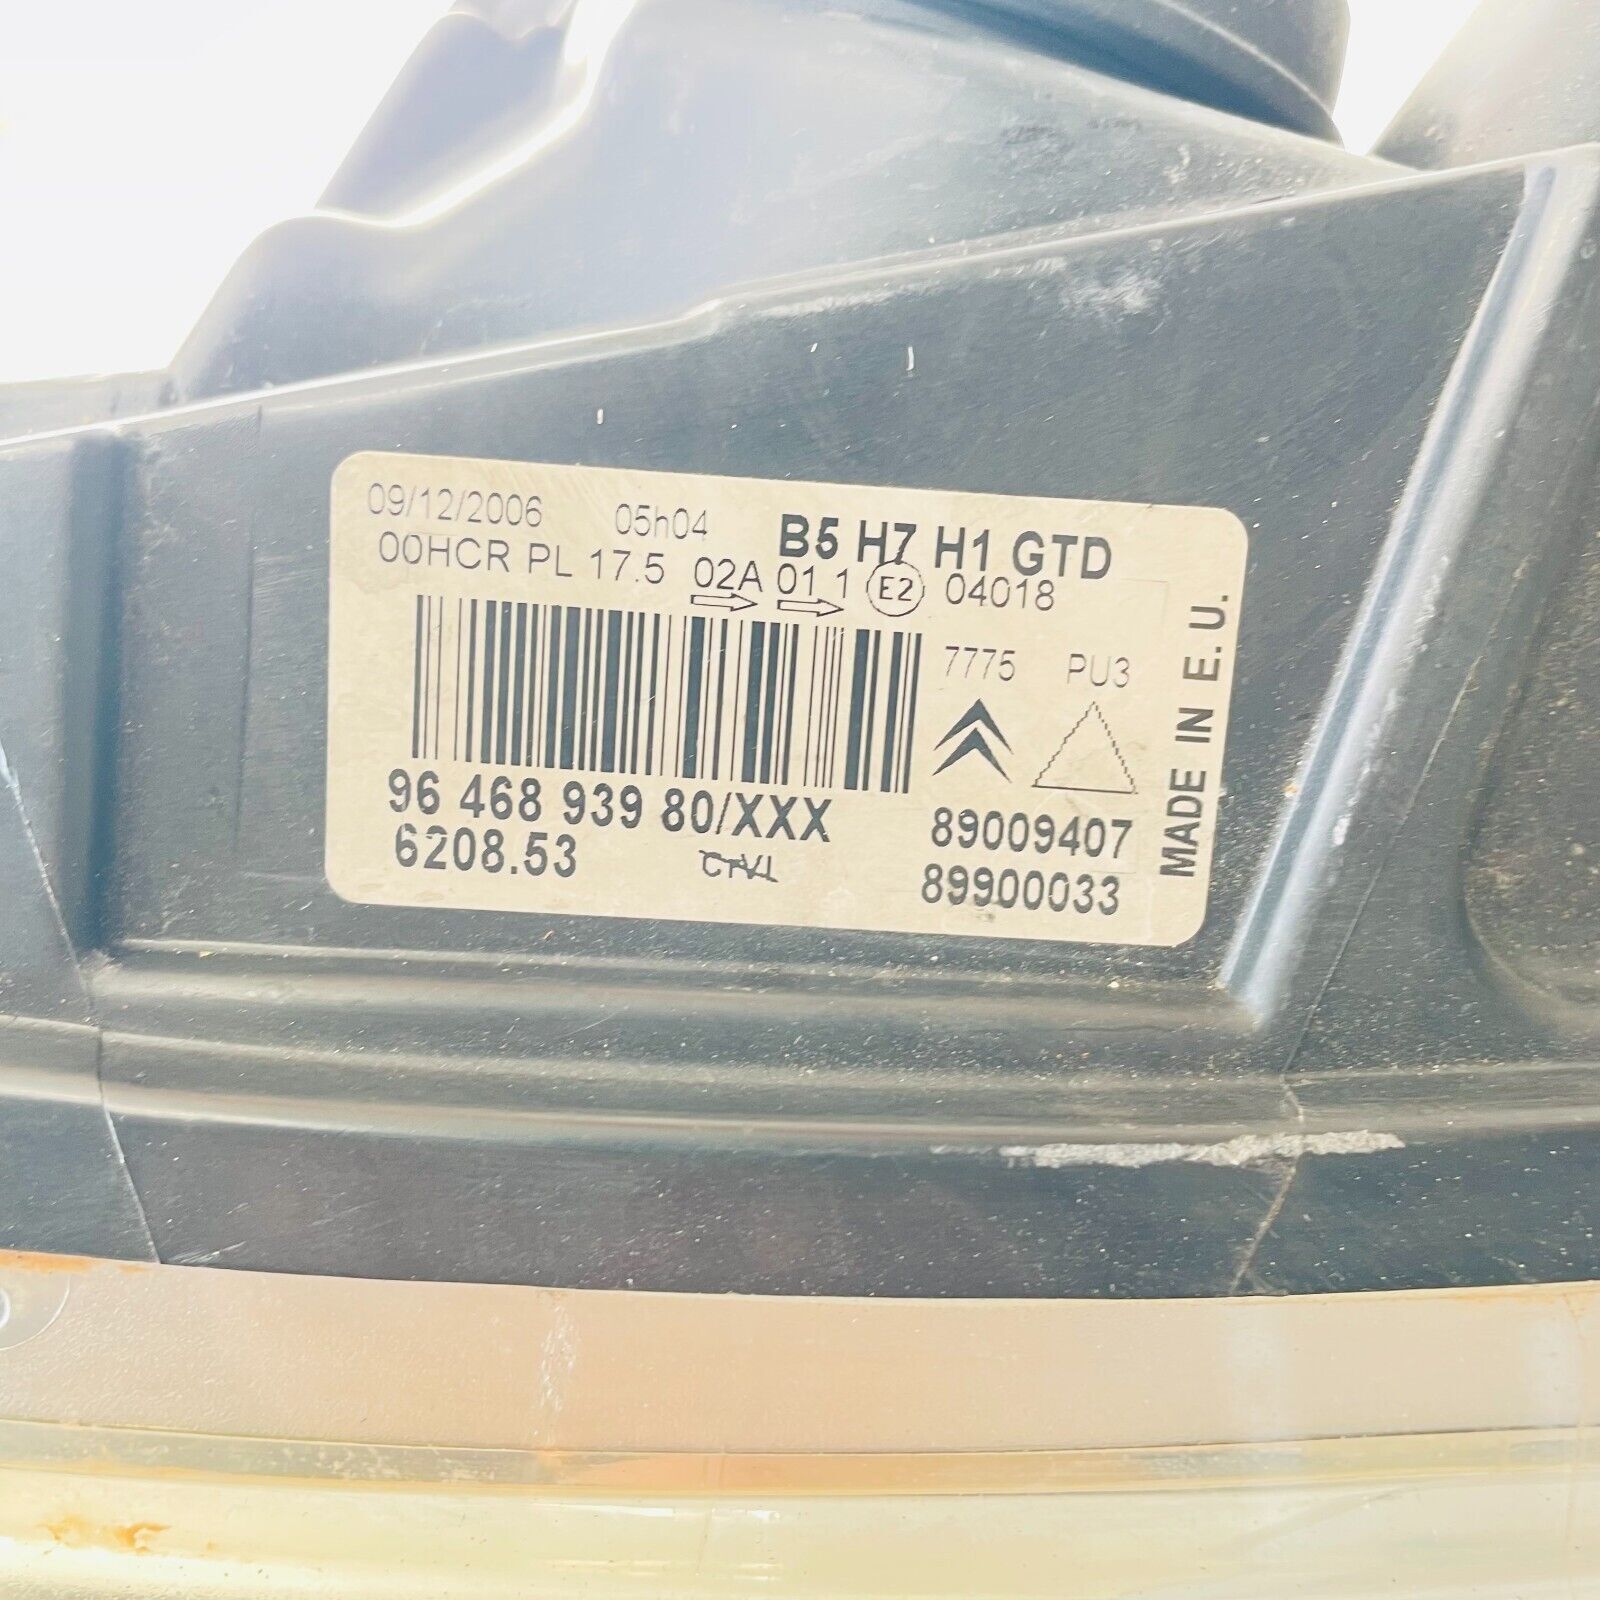 09/12/2006 05h04 B5 H7 H1 GTD
00HCR PL 17.5 02A 01 1 E2 04018
7775 PU3
96 468 939 80/XXX 89009407
6208.53 89900033
MADE IN E. U.